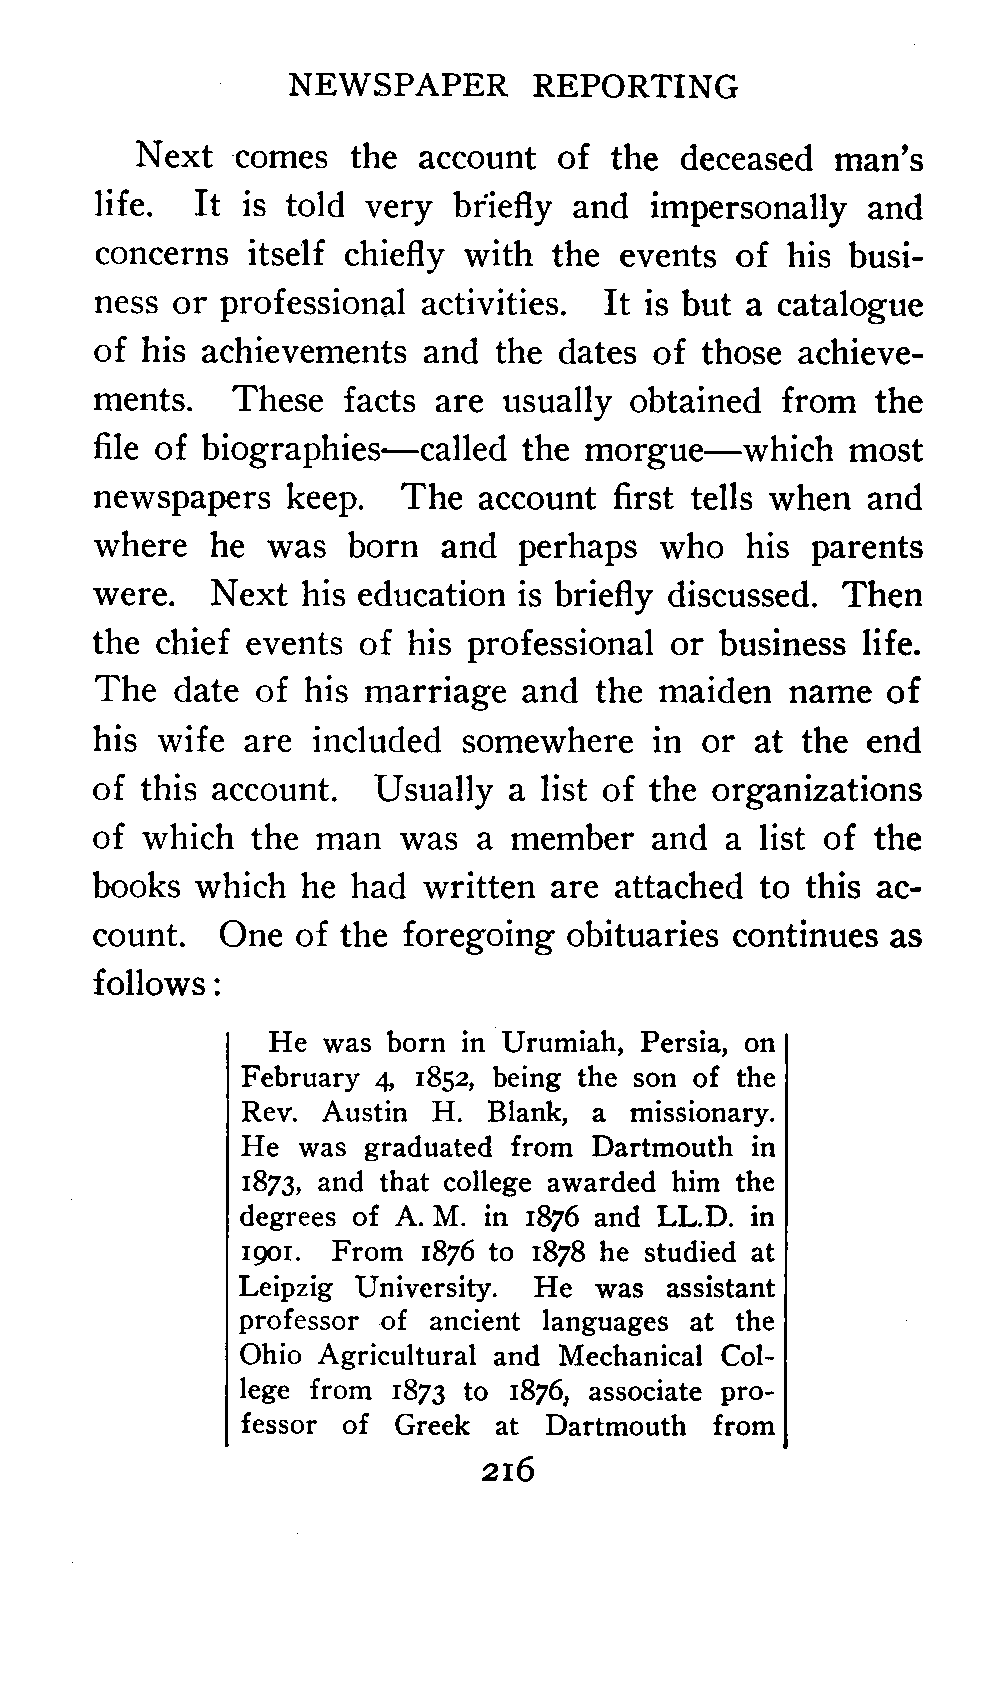 NEWSPAPER REPORTING
Next comes the account of the deceased man's
life. It is told very briefly and impersonally and
concerns itself chiefly with the events of his busi-
ness or professional activities. It is but a catalogue
of his achievements and the dates of those achieve-
ments. These facts are usually obtained from the
file of biographies—called the morgue—which most
newspapers keep. The account first tells when and
where he was born and perhaps who his parents
were. Next his education is briefly discussed. Then
the chief events of his professional or business life.
The date of his marriage and the maiden name of
his wife are included somewhere in or at the end
of this account. Usually a list of the organizations
of which the man was a member and a list of the
books which he had written are attached to this ac-
count. One of the foregoing obituaries continues as
follows:
He was born in Urumiah, Persia, on
February 4, 1852, being the son of the
Rev. Austin H. Blank, a missionary.
He was graduated from Dartmouth in
1873, and that college awarded him the
degrees of A. M. in 1876 and LL.D. in
1901. From 1876 to 1878 he studied at
Leipzig University. He was assistant
professor of ancient languages at the
Ohio Agricultural and Mechanical Col-
lege from 1873 to 1876, associate pro-
fessor of Greek at Dartmouth from
216